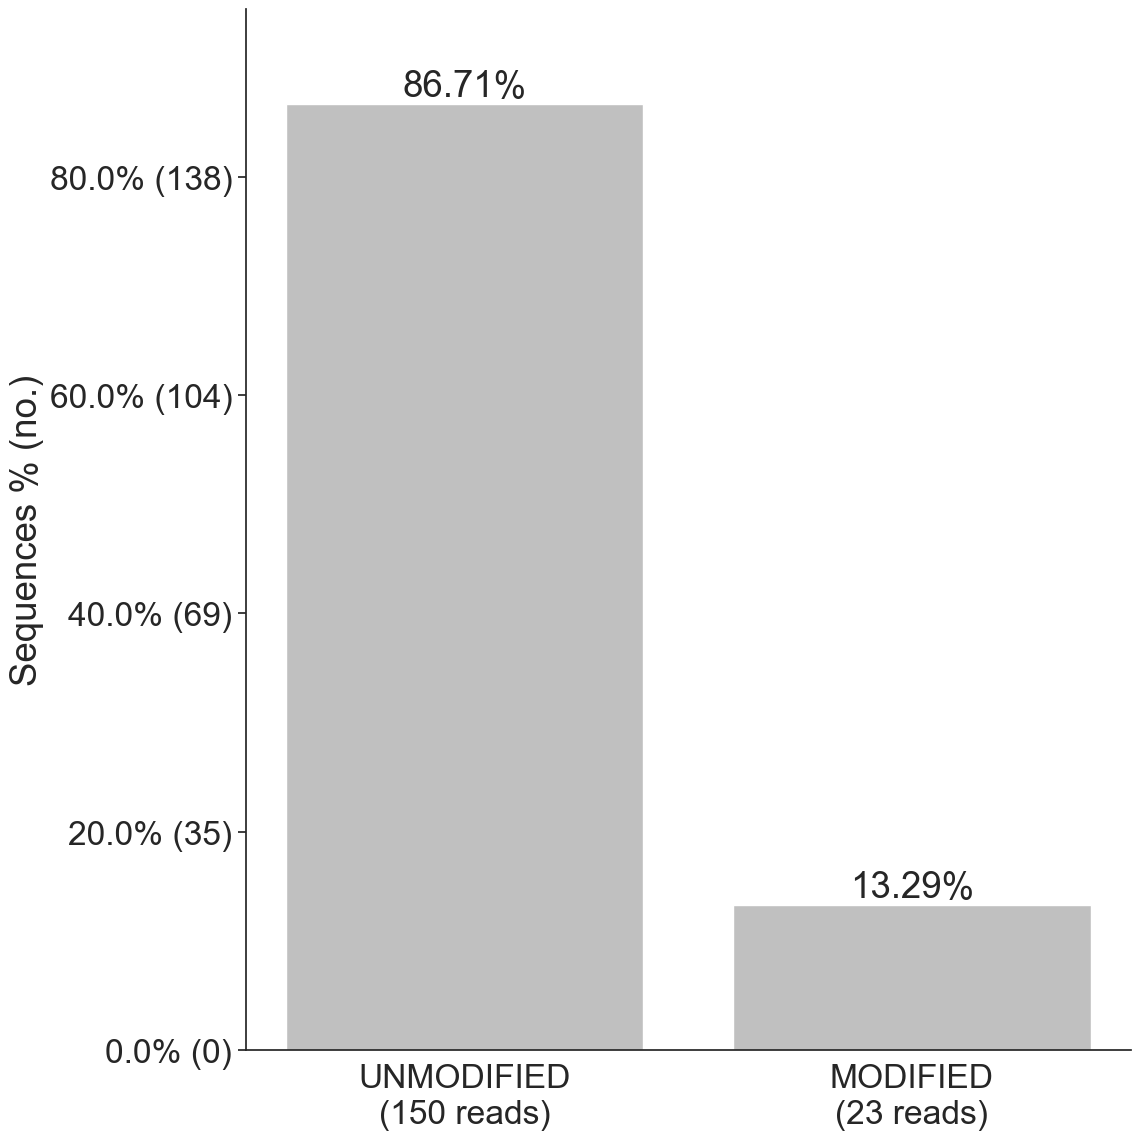 86.71%
80.0% (138)
60.0% (104)
Sequences % (no.)
40.0% (69)
20.0% (35)
13.29%
0.0% (0)
UNMODIFIED
(150 reads)
MODIFIED
(23 reads)